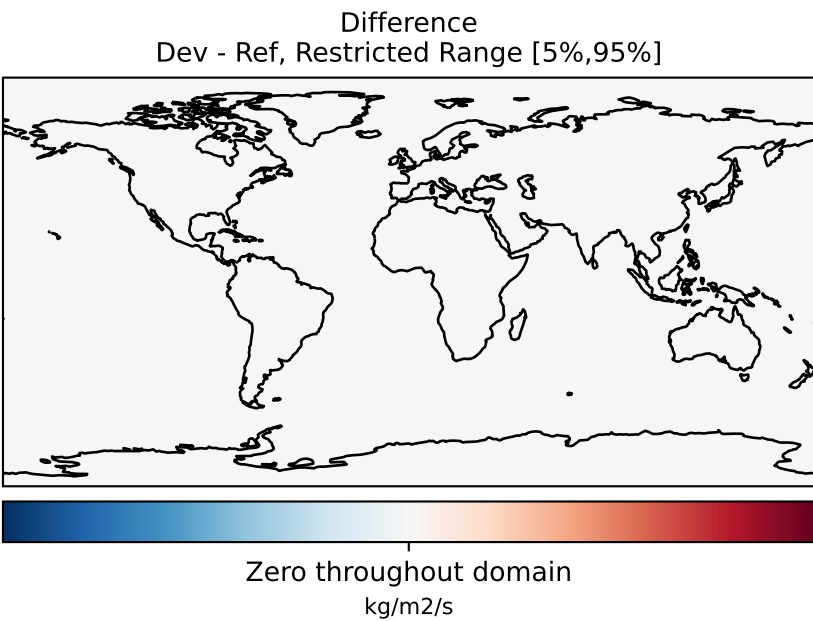 Difference
Dev - Ref, Restricted Range [5%,95%]
Zero throughout domain
kg/m2/s